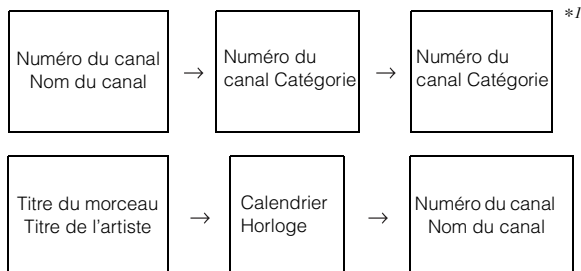 *1
Numéro du canal
Nom du canal
→
Numéro du
canal Catégorie
→
Numéro du
canal Catégorie
Titre du morceau
Titre de l'artiste
→
Calendrier
Horloge
→
Numéro du canal
Nom du canal